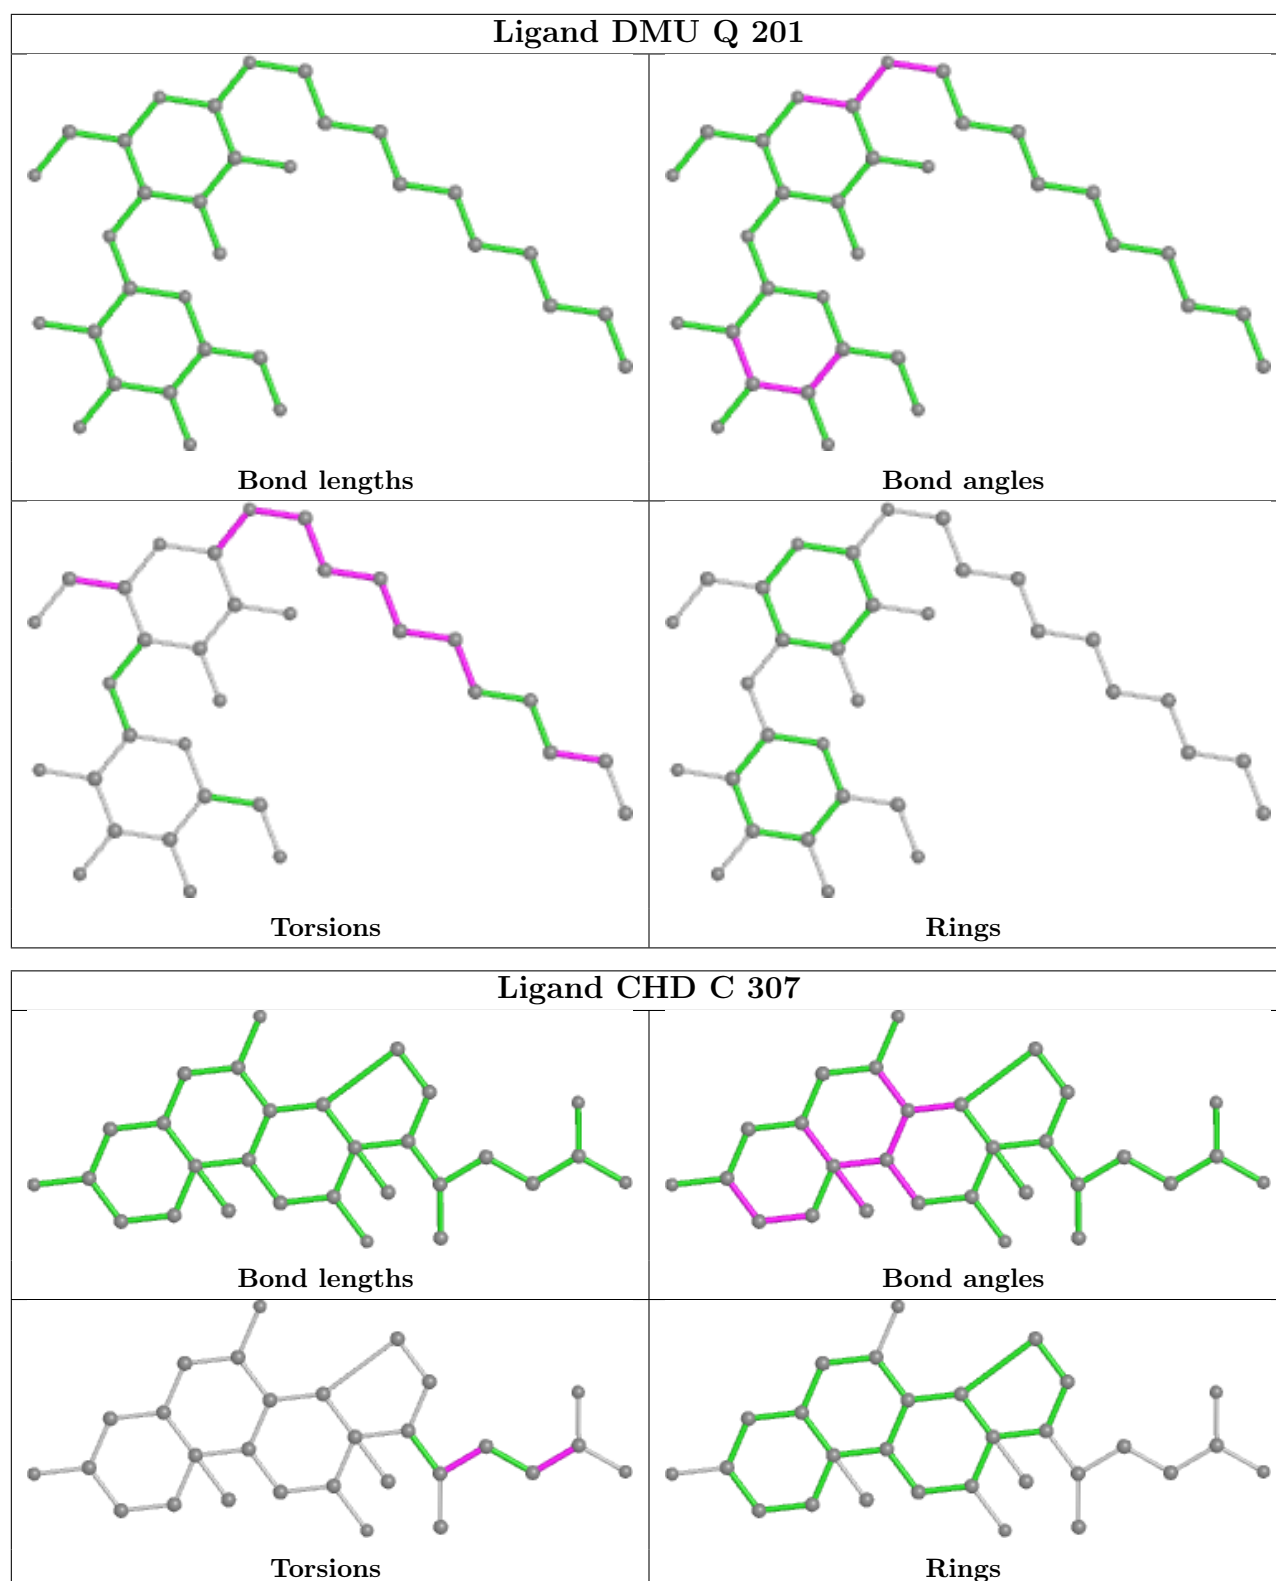 Ligand DMU Q 201
Bond lengths
Bond angles
Torsions
Rings
Ligand CHD C 307
Bond lengths
Bond angles
Torsions
Rings